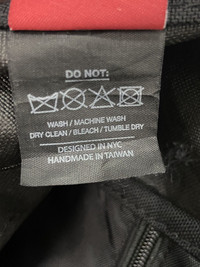 DO NOT:
WASH / MACHINE WASH
DRY CLEAN / BLEACH / TUMBLE DRY
DESIGNED IN NYC
HANDMADE IN TAIWAN